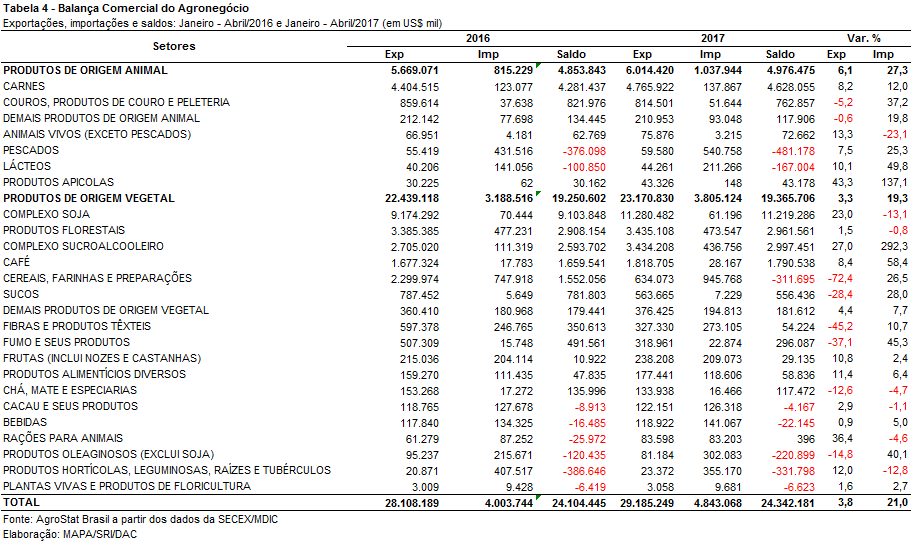 Tabela 4 - Balança Comercial do Agronegócio
Exportações, importações e saldos: Janeiro - Abril/2016 e Janeiro - Abril/2017 (em US$ mil)
Setores 2016 2017 Var. %
Exp Imp Saldo Exp Imp Saldo Exp Imp
PRODUTOS DE ORIGEM ANIMAL 5.669.071 815.229 4.853.843 6.014.420 1.037.944 4.976.475 6,1 27,3
CARNES 4.404.515 123.077 4.281.437 4.765.922 137.867 4.628.055 8,2 12,0
COUROS, PRODUTOS DE COURO E PELETERIA 859.614 37.638 821.976 814.501 51.644 762.857 -5,2 37,2
DEMAIS PRODUTOS DE ORIGEM ANIMAL 212.142 77.698 134.445 210.953 93.048 117.906 -0,6 19,8
ANIMAIS VIVOS (EXCETO PESCADOS) 66.951 4.181 62.769 75.876 3.215 72.662 13,3 -23,1
PESCADOS 55.419 431.516 -376.098 59.580 540.758 -481.178 7,5 25,3
LÁCTEOS 40.206 141.056 -100.850 44.261 211.266 -167.004 10,1 49,8
PRODUTOS APICOLAS 30.225 62 30.162 43.326 148 43.178 43,3 137,1
PRODUTOS DE ORIGEM VEGETAL 22.439.118 3.188.516 19.250.602 23.170.830 3.805.124 19.365.706 3,3 19,3
COMPLEXO SOJA 9.174.292 70.444 9.103.848 11.280.482 61.196 11.219.286 23,0 -13,1
PRODUTOS FLORESTAIS 3.385.385 477.231 2.908.154 3.435.108 473.547 2.961.561 1,5 -0,8
COMPLEXO SUCROALCOOLEIRO 2.705.020 111.319 2.593.702 3.434.208 436.756 2.997.451 27,0 292,3
CAFÉ 1.677.324 17.783 1.659.541 1.818.705 28.167 1.790.538 8,4 58,4
CEREAIS, FARINHAS E PREPARAÇÕES 2.299.974 747.918 1.552.056 634.073 945.768 -311.695 -72,4 26,5
SUCOS 787.452 5.649 781.803 563.665 7.229 556.436 -28,4 28,0
DEMAIS PRODUTOS DE ORIGEM VEGETAL 360.410 180.968 179.441 376.425 194.813 181.612 4,4 7,7
FIBRAS E PRODUTOS TÊXTEIS 597.378 246.765 350.613 327.330 273.105 54.224 -45,2 10,7
FUMO E SEUS PRODUTOS 507.309 15.748 491.561 318.961 22.874 296.087 -37,1 45,3
FRUTAS (INCLUI NOZES E CASTANHAS) 215.036 204.114 10.922 238.208 209.073 29.135 10,8 2,4
PRODUTOS ALIMENTÍCIOS DIVERSOS 159.270 111.435 47.835 177.441 118.606 58.836 11,4 6,4
CHÁ, MATE E ESPECIARIAS 153.268 17.272 135.996 133.938 16.466 117.472 -12,6 -4,7
CACAU E SEUS PRODUTOS 118.765 127.678 -8.913 122.151 126.318 -4.167 2,9 -1,1
BEBIDAS 117.840 134.325 -16.485 118.922 141.067 -22.145 0,9 5,0
RAÇÕES PARA ANIMAIS 61.279 87.252 -25.972 83.598 83.203 396 36,4 -4,6
PRODUTOS OLEAGINOSOS (EXCLUI SOJA) 95.237 215.671 -120.435 81.184 302.083 -220.899 -14,8 40,1
PRODUTOS HORTÍCOLAS, LEGUMINOSAS, RAÍZES E TUBÉRCULOS 20.871 407.517 -386.646 23.372 355.170 -331.798 12,0 -12,8
PLANTAS VIVAS E PRODUTOS DE FLORICULTURA 3.009 9.428 -6.419 3.058 9.681 -6.623 1,6 2,7
TOTAL 28.108.189 4.003.744 24.104.445 29.185.249 4.843.068 24.342.181 3,8 21,0
Fonte: AgroStat Brasil a partir dos dados da SECEX/MDIC
Elaboração: MAPA/SRI/DAC